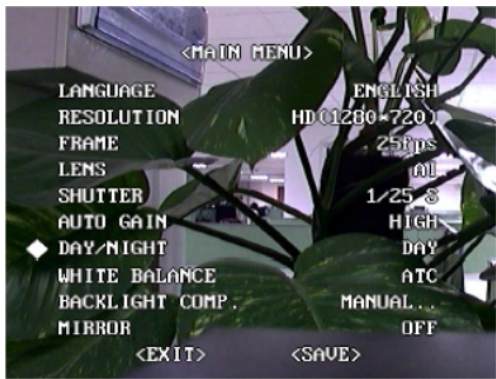 <MAIN MENU>
LANGUAGE ENGLISH
RESOLUTION HD(1280×720)
FRAME 25fps
LENS AI
SHUTTER 1/25 S
AUTO GAIN HIGH
DAY/NIGHT DAY
WHITE BALANCE ATC
BACKLIGHT COMP. MANUAL..
MIRROR OFF
<EXIT> <SAVE>